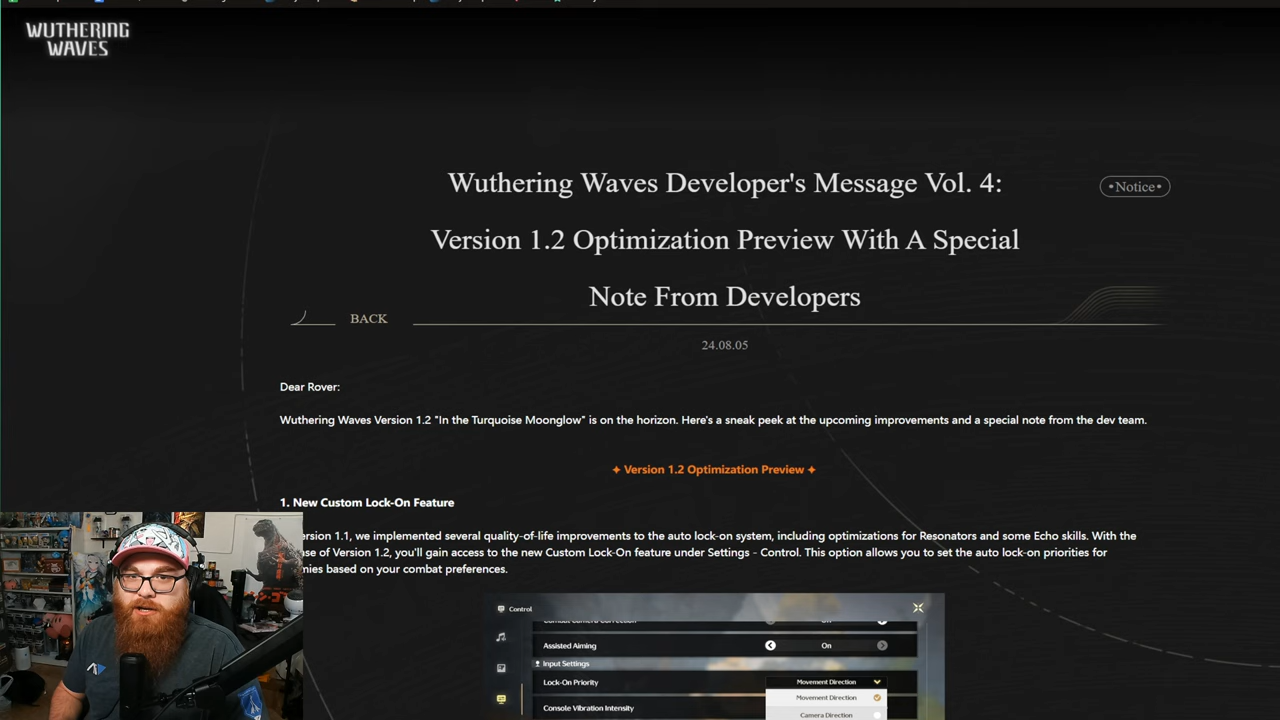 WUTHERING
WAVES
Wuthering Waves Developer's Message Vol. 4:
•Notice•
Version 1.2 Optimization Preview With A Special
Note From Developers
BACK
24.08.05
Dear Rover:
Wuthering Waves Version 1.2 "In the Turquoise Moonglow" is on the horizon. Here's a sneak peek at the upcoming improvements and a special note from the dev team.
✦ Version 1.2 Optimization Preview ✦
1. New Custom Lock-On Feature
1.1, we implemented several quality-of-life improvements to the auto lock-on system, including optimizations for Resonators and some Echo skills. With the
of Version 1.2, you'll gain access to the new Custom Lock-On feature under Settings - Control. This option allows you to set the auto lock-on priorities for
based on your combat preferences.
Control
Assisted Aiming
On
Input Settings
Lock-On Priority
Movement Direction
Movement Direction
Console Vibration Intensity
Camera Direction